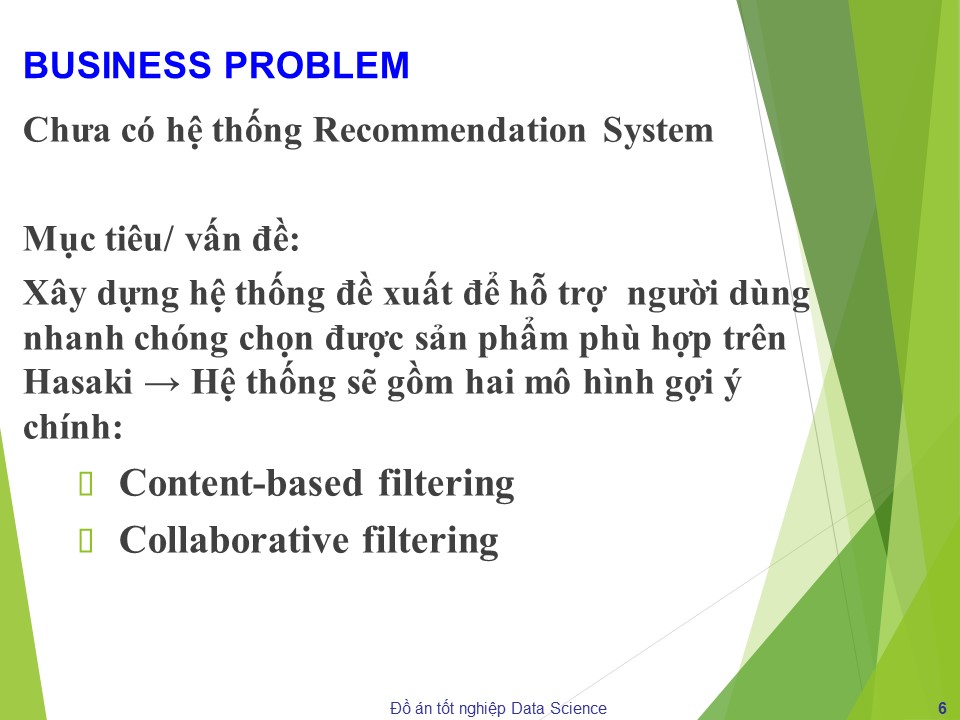 BUSINESS PROBLEM
Chưa có hệ thống Recommendation System
Mục tiêu/ vấn đề:
Xây dựng hệ thống đề xuất để hỗ trợ người dùng
nhanh chóng chọn được sản phẩm phù hợp trên
Hasaki → Hệ thống sẽ gồm hai mô hình gợi ý
chính:
Content-based filtering
Collaborative filtering
Đồ án tốt nghiệp Data Science 6